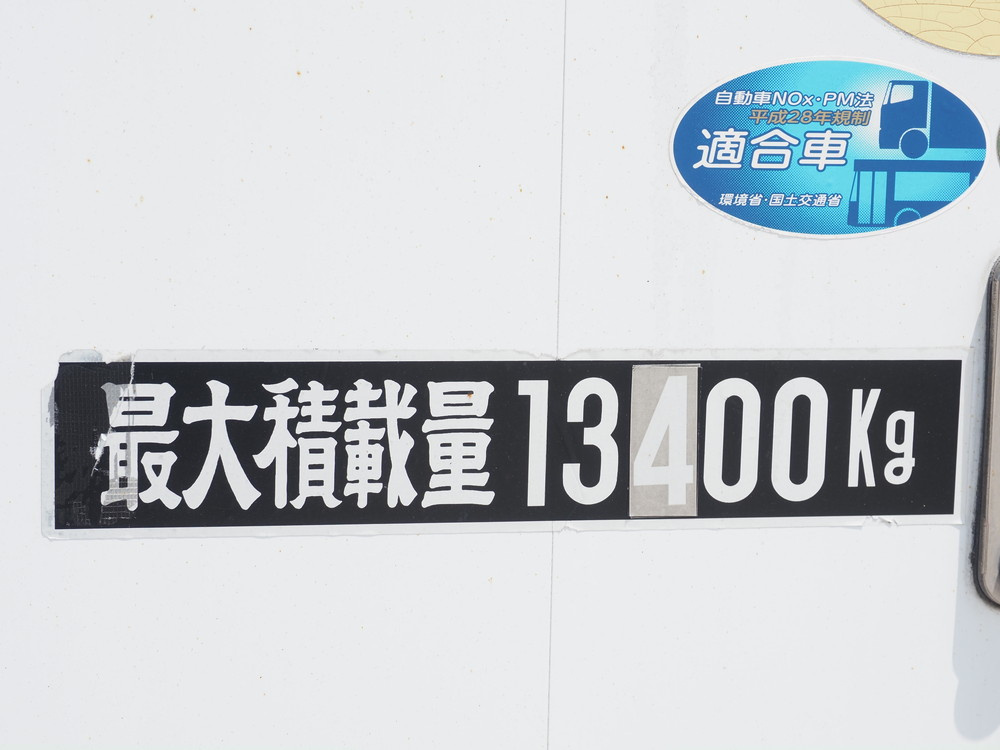 自動車NOx・PM法
平成28年規制
適合車
環境省・国土交通省
最大積載量 13400 Kg